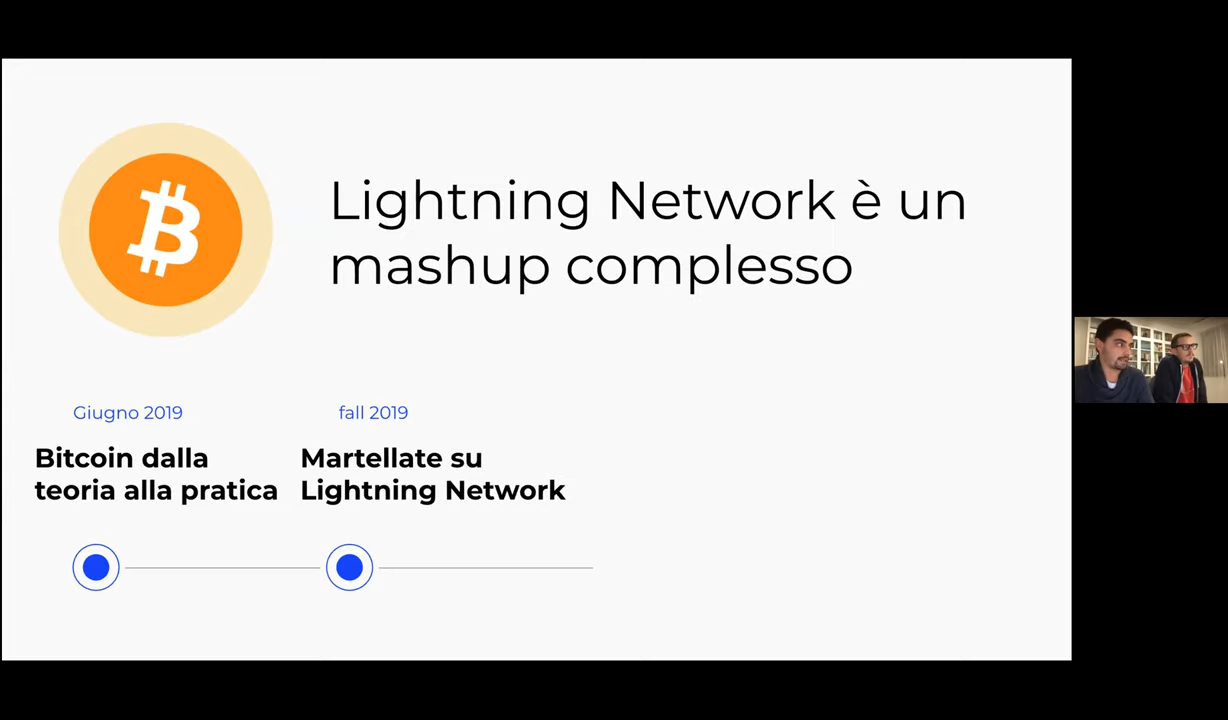 Lightning Network è un
mashup complesso
Giugno 2019
fall 2019
Bitcoin dalla
teoria alla pratica
Martellate su
Lightning Network